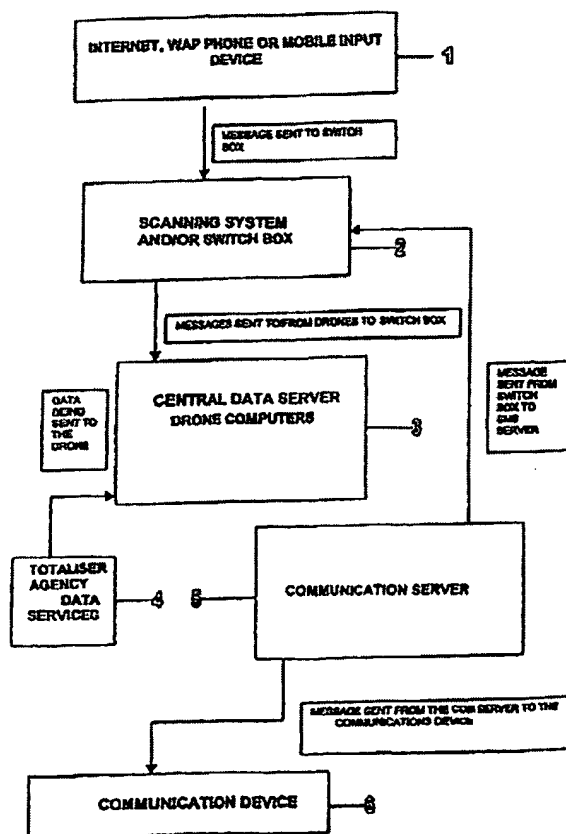 INTERNET, WAP PHONE OR MOBILE INPUT
DEVICE
1
MESSAGE SENT TO SWITCH
BOX
SCANNING SYSTEM
AND/OR SWITCH BOX
2
MESSAGES SENT TO/FROM DRONES TO SWITCH BOX
DATA
BEING
SENT TO
THE
DRONE
CENTRAL DATA SERVER
DRONE COMPUTERS
3
MESSAGE
SENT FROM
SWITCH
BOX TO
SMS
SERVER
TOTALISER
AGENCY
DATA
SERVICES
4
5
COMMUNICATION SERVER
MESSAGE SENT FROM THE COM SERVER TO THE
COMMUNICATIONS DEVICE
COMMUNICATION DEVICE
6